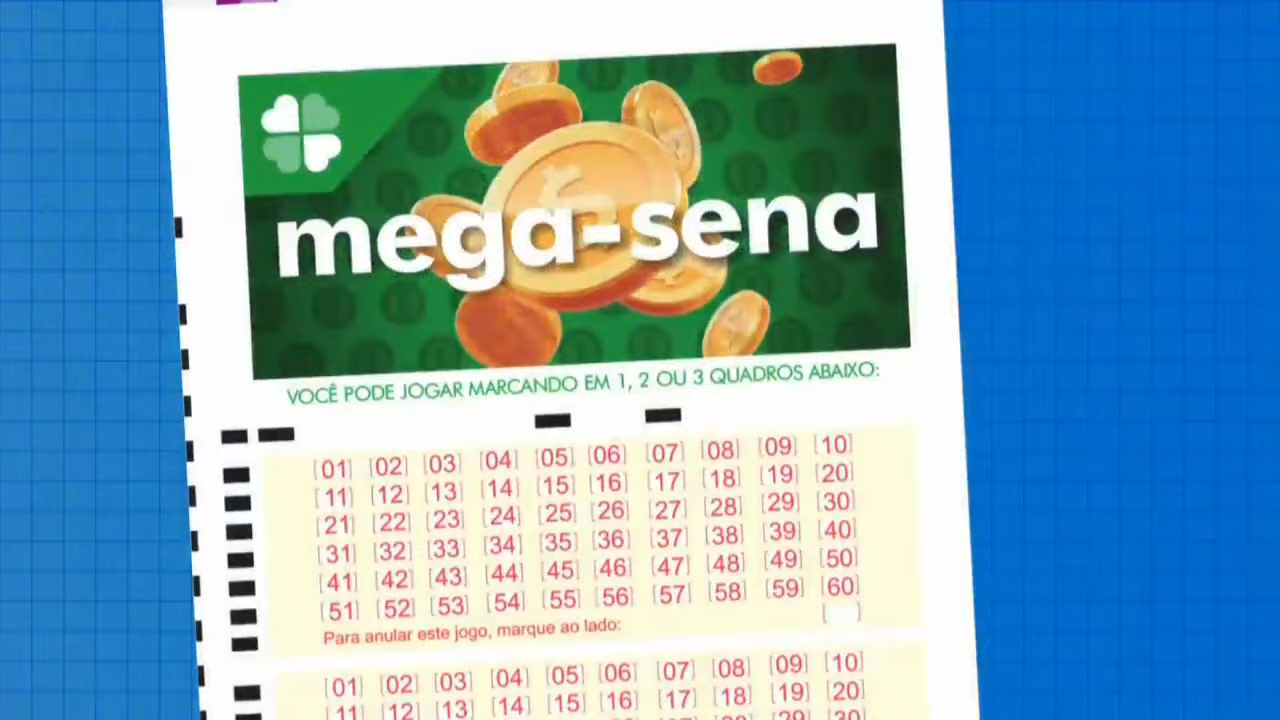 mega-sena
VOCÊ PODE JOGAR MARCANDO EM 1, 2 OU 3 QUADROS ABAIXO:
[01] [02] [03] [04] [05] [06] [07] [08] [09] [10]
[11] [12] [13] [14] [15] [16] [17] [18] [19] [20]
[21] [22] [23] [24] [25] [26] [27] [28] [29] [30]
[31] [32] [33] [34] [35] [36] [37] [38] [39] [40]
[41] [42] [43] [44] [45] [46] [47] [48] [49] [50]
[51] [52] [53] [54] [55] [56] [57] [58] [59] [60]
Para anular este jogo, marque ao lado: [ ]
[01] [02] [03] [04] [05] [06] [07] [08] [09] [10]
[11] [12] [13] [14] [15] [16] [17] [18] [19] [20]
[29] [30]